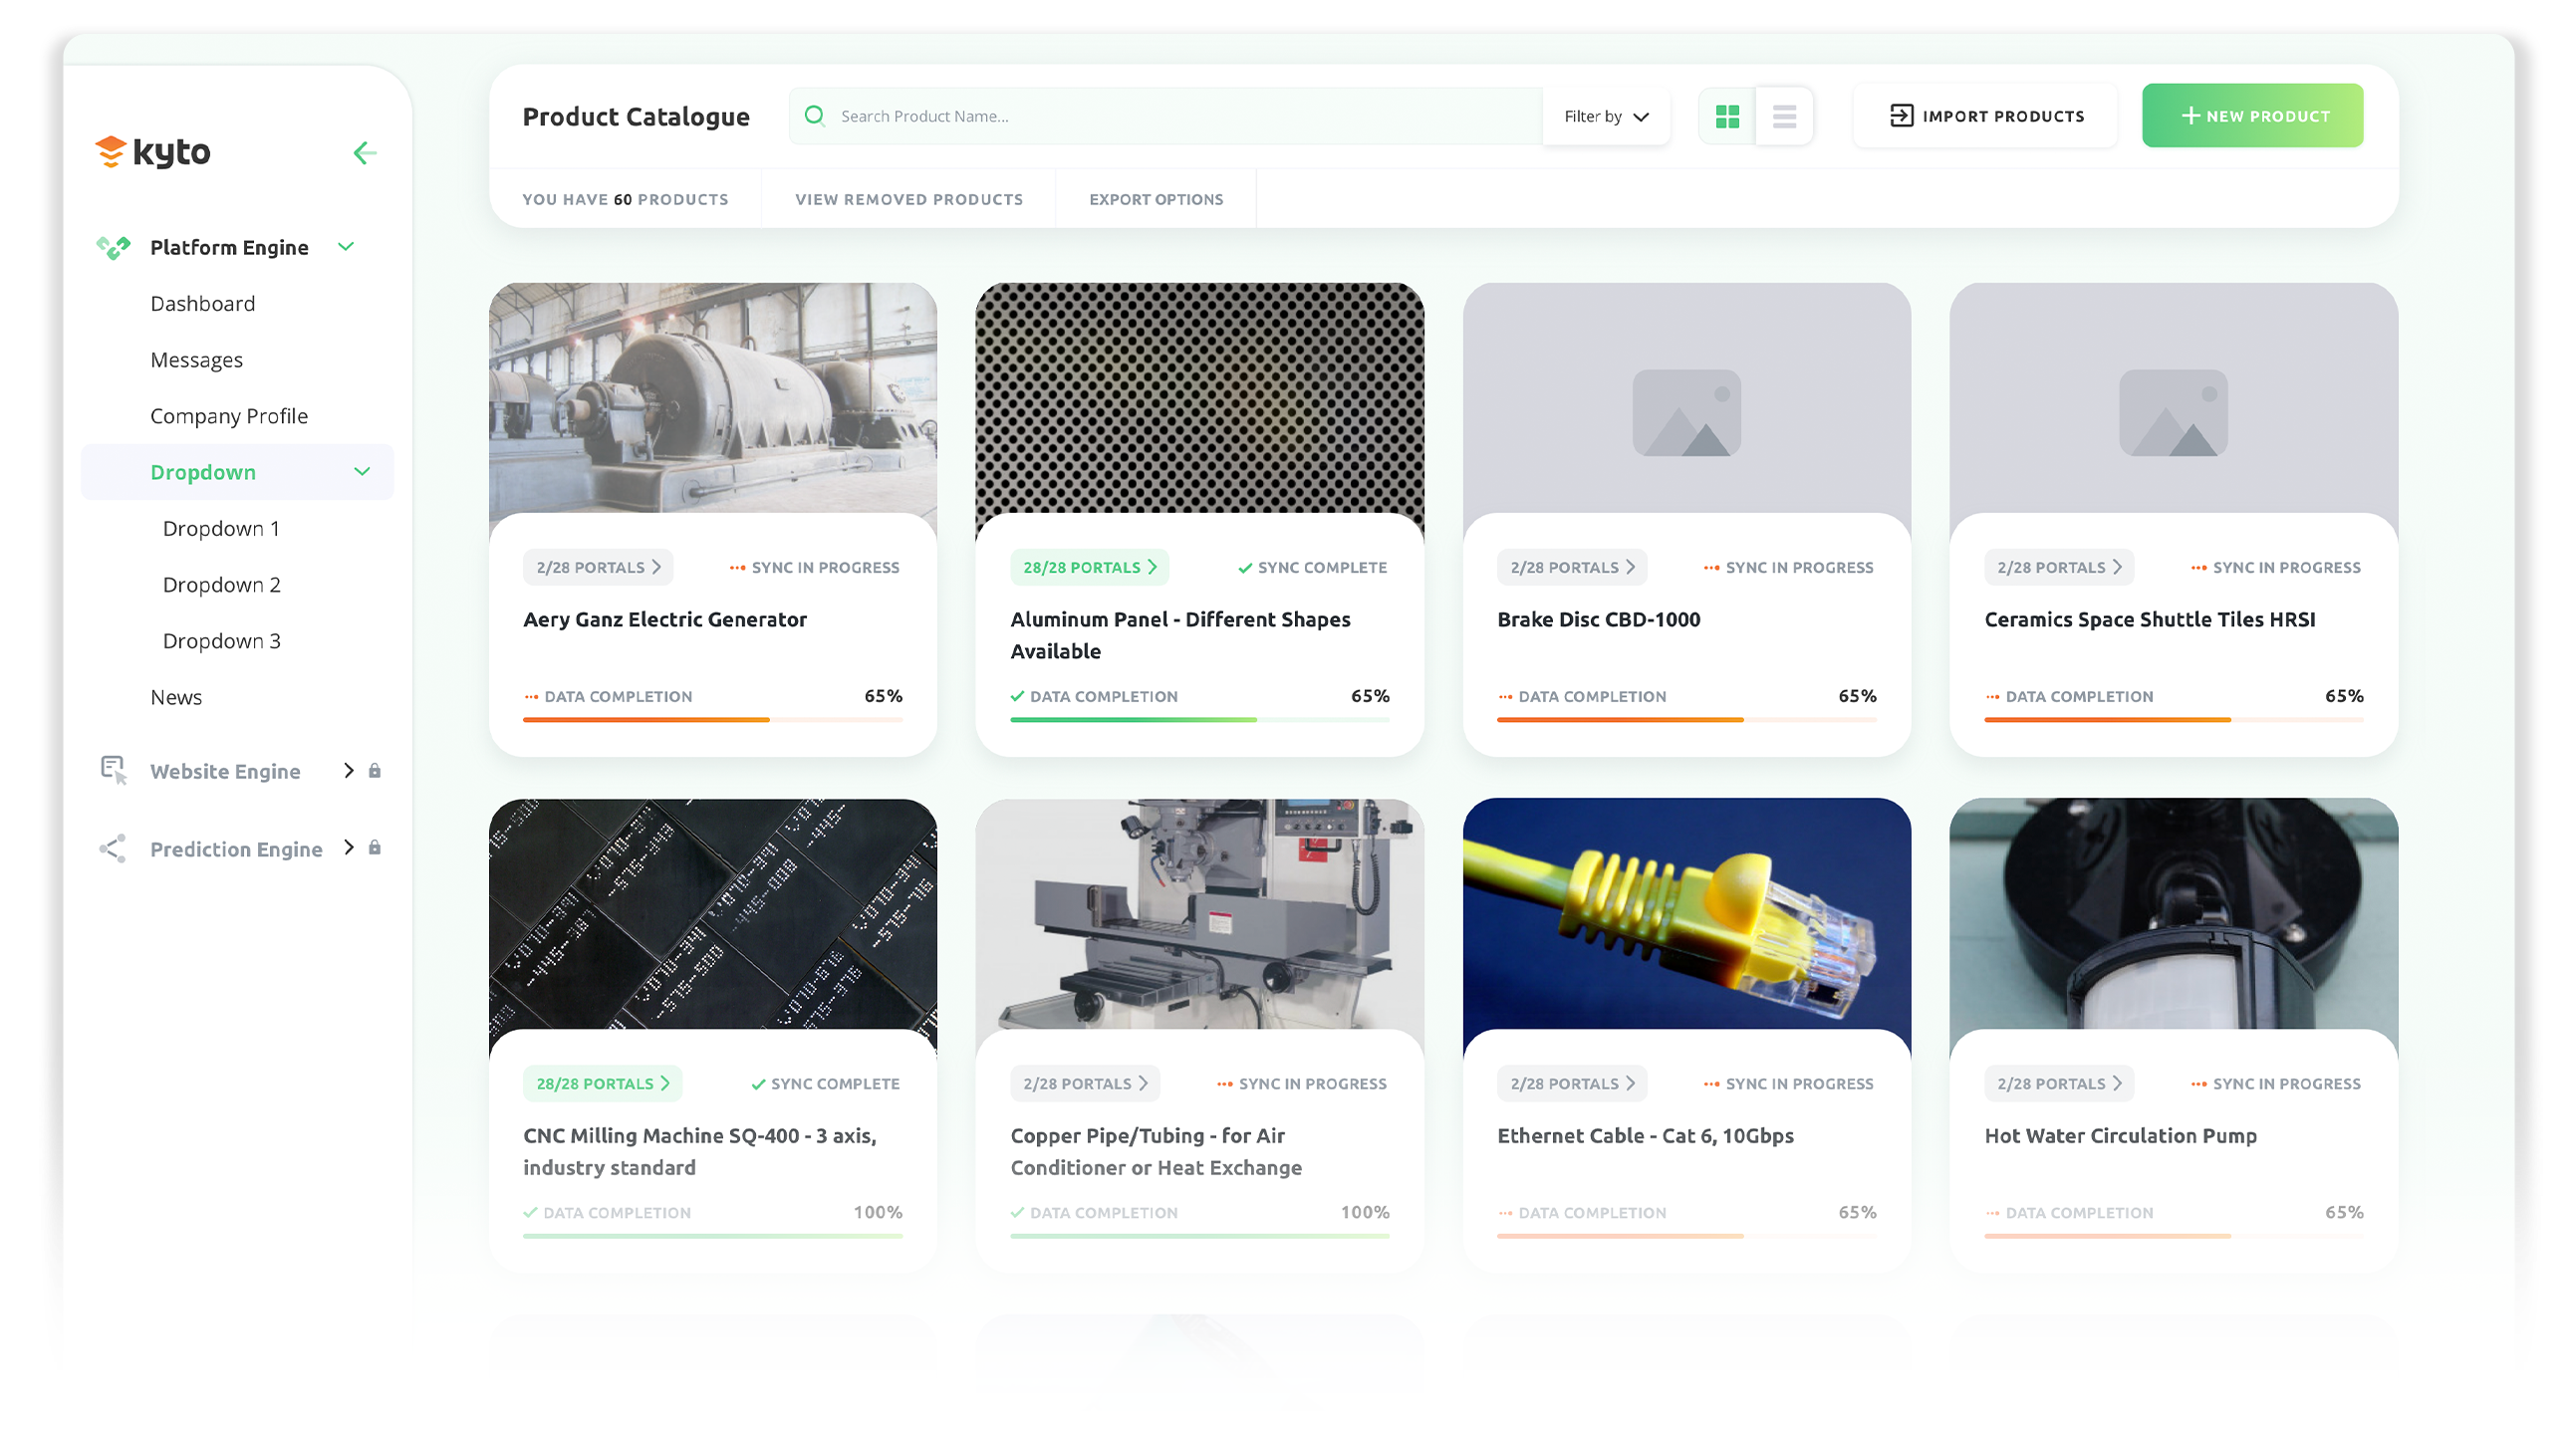 kyto
Platform Engine
Dashboard
Messages
Company Profile
Dropdown
Dropdown 1
Dropdown 2
Dropdown 3
News
Website Engine
Prediction Engine
Product Catalogue
Search Product Name...
Filter by
IMPORT PRODUCTS
+ NEW PRODUCT
YOU HAVE 60 PRODUCTS
VIEW REMOVED PRODUCTS
EXPORT OPTIONS
2/28 PORTALS
SYNC IN PROGRESS
Aery Ganz Electric Generator
DATA COMPLETION
65%
28/28 PORTALS
SYNC COMPLETE
Aluminum Panel - Different Shapes
Available
DATA COMPLETION
65%
2/28 PORTALS
SYNC IN PROGRESS
Brake Disc CBD-1000
DATA COMPLETION
65%
2/28 PORTALS
SYNC IN PROGRESS
Ceramics Space Shuttle Tiles HRSI
DATA COMPLETION
65%
V070-391
-445-008
V070-391
-575-500
28/28 PORTALS
SYNC COMPLETE
CNC Milling Machine SQ-400 - 3 axis,
industry standard
DATA COMPLETION
100%
2/28 PORTALS
SYNC IN PROGRESS
Copper Pipe/Tubing - for Air
Conditioner or Heat Exchange
DATA COMPLETION
100%
2/28 PORTALS
SYNC IN PROGRESS
Ethernet Cable - Cat 6, 10Gbps
DATA COMPLETION
65%
2/28 PORTALS
SYNC IN PROGRESS
Hot Water Circulation Pump
DATA COMPLETION
65%